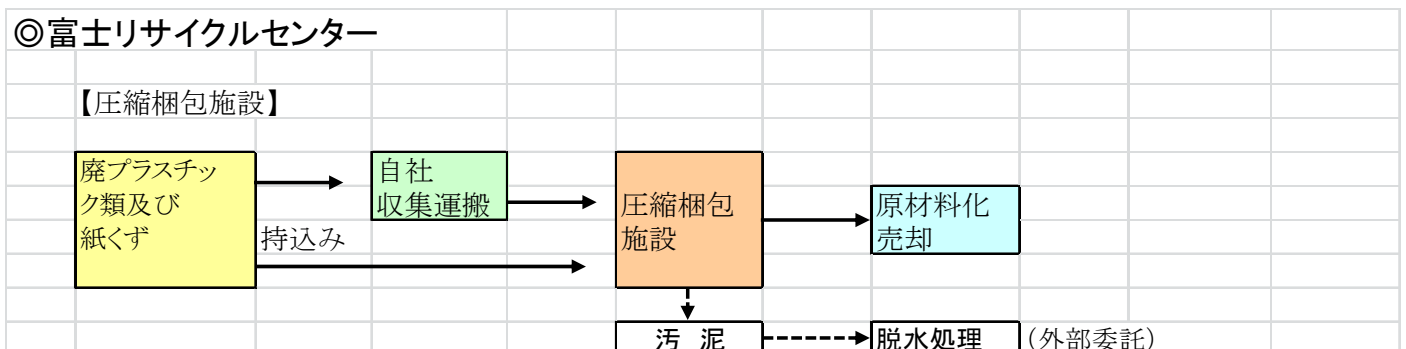 ◎富士リサイクルセンター
【圧縮梱包施設】
廃プラスチッ
ク類及び
紙くず
持込み
自社
収集運搬
圧縮梱包
施設
原材料化
売却
汚 泥
脱水処理
(外部委託)